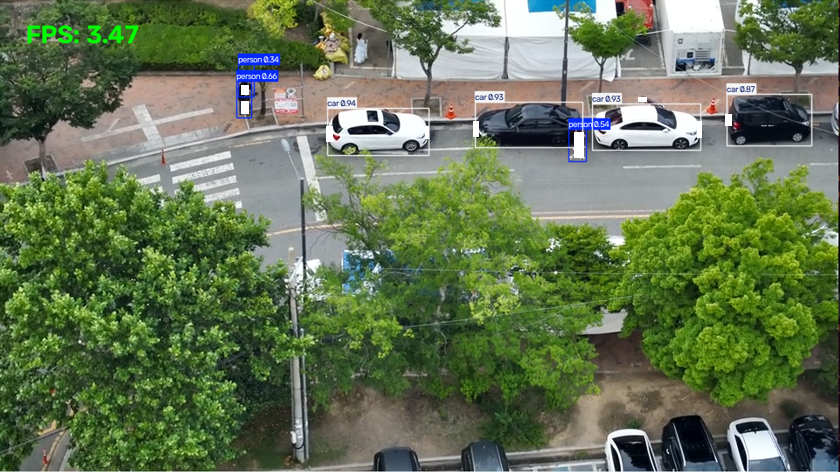 FPS: 3.47
person 0.34
person 0.66
car 0.94
car 0.93
person 0.54
car 0.93
car 0.87